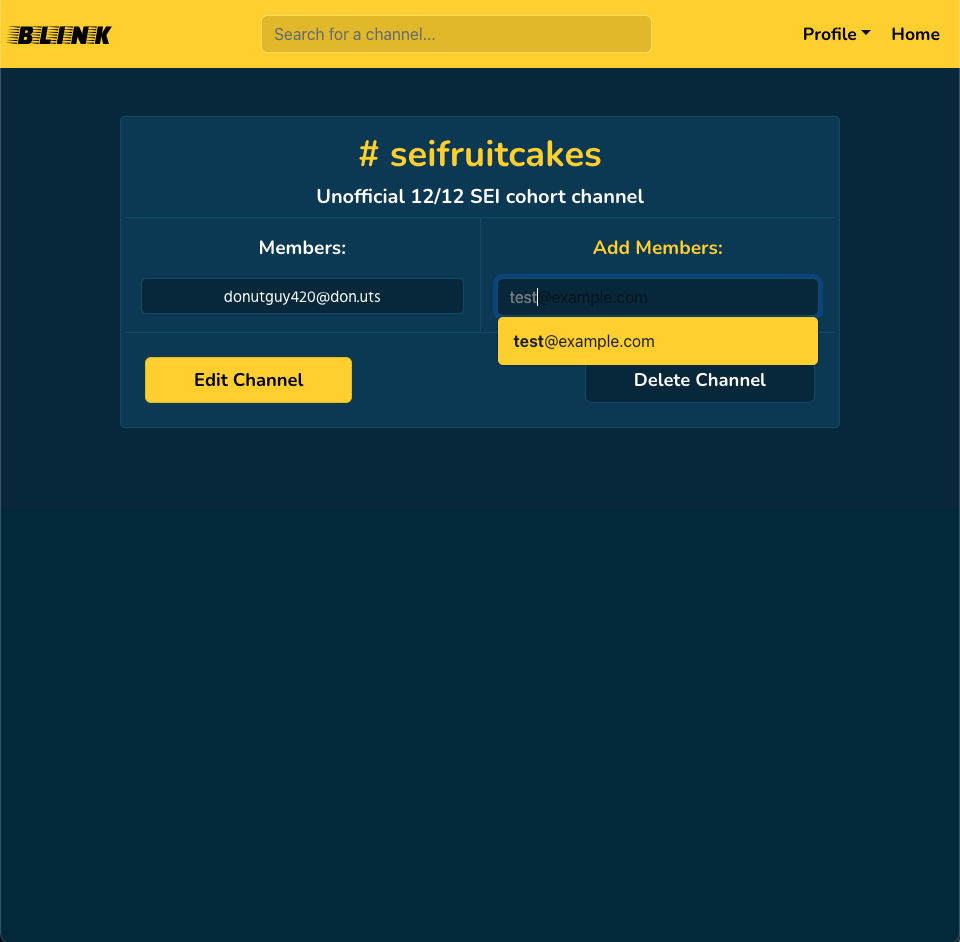 BLINK
Search for a channel...
Profile
Home
# seifruitcakes
Unofficial 12/12 SEI cohort channel
Members:
Add Members:
donutguy420@don.uts
test@example.com
test@example.com
Edit Channel
Delete Channel